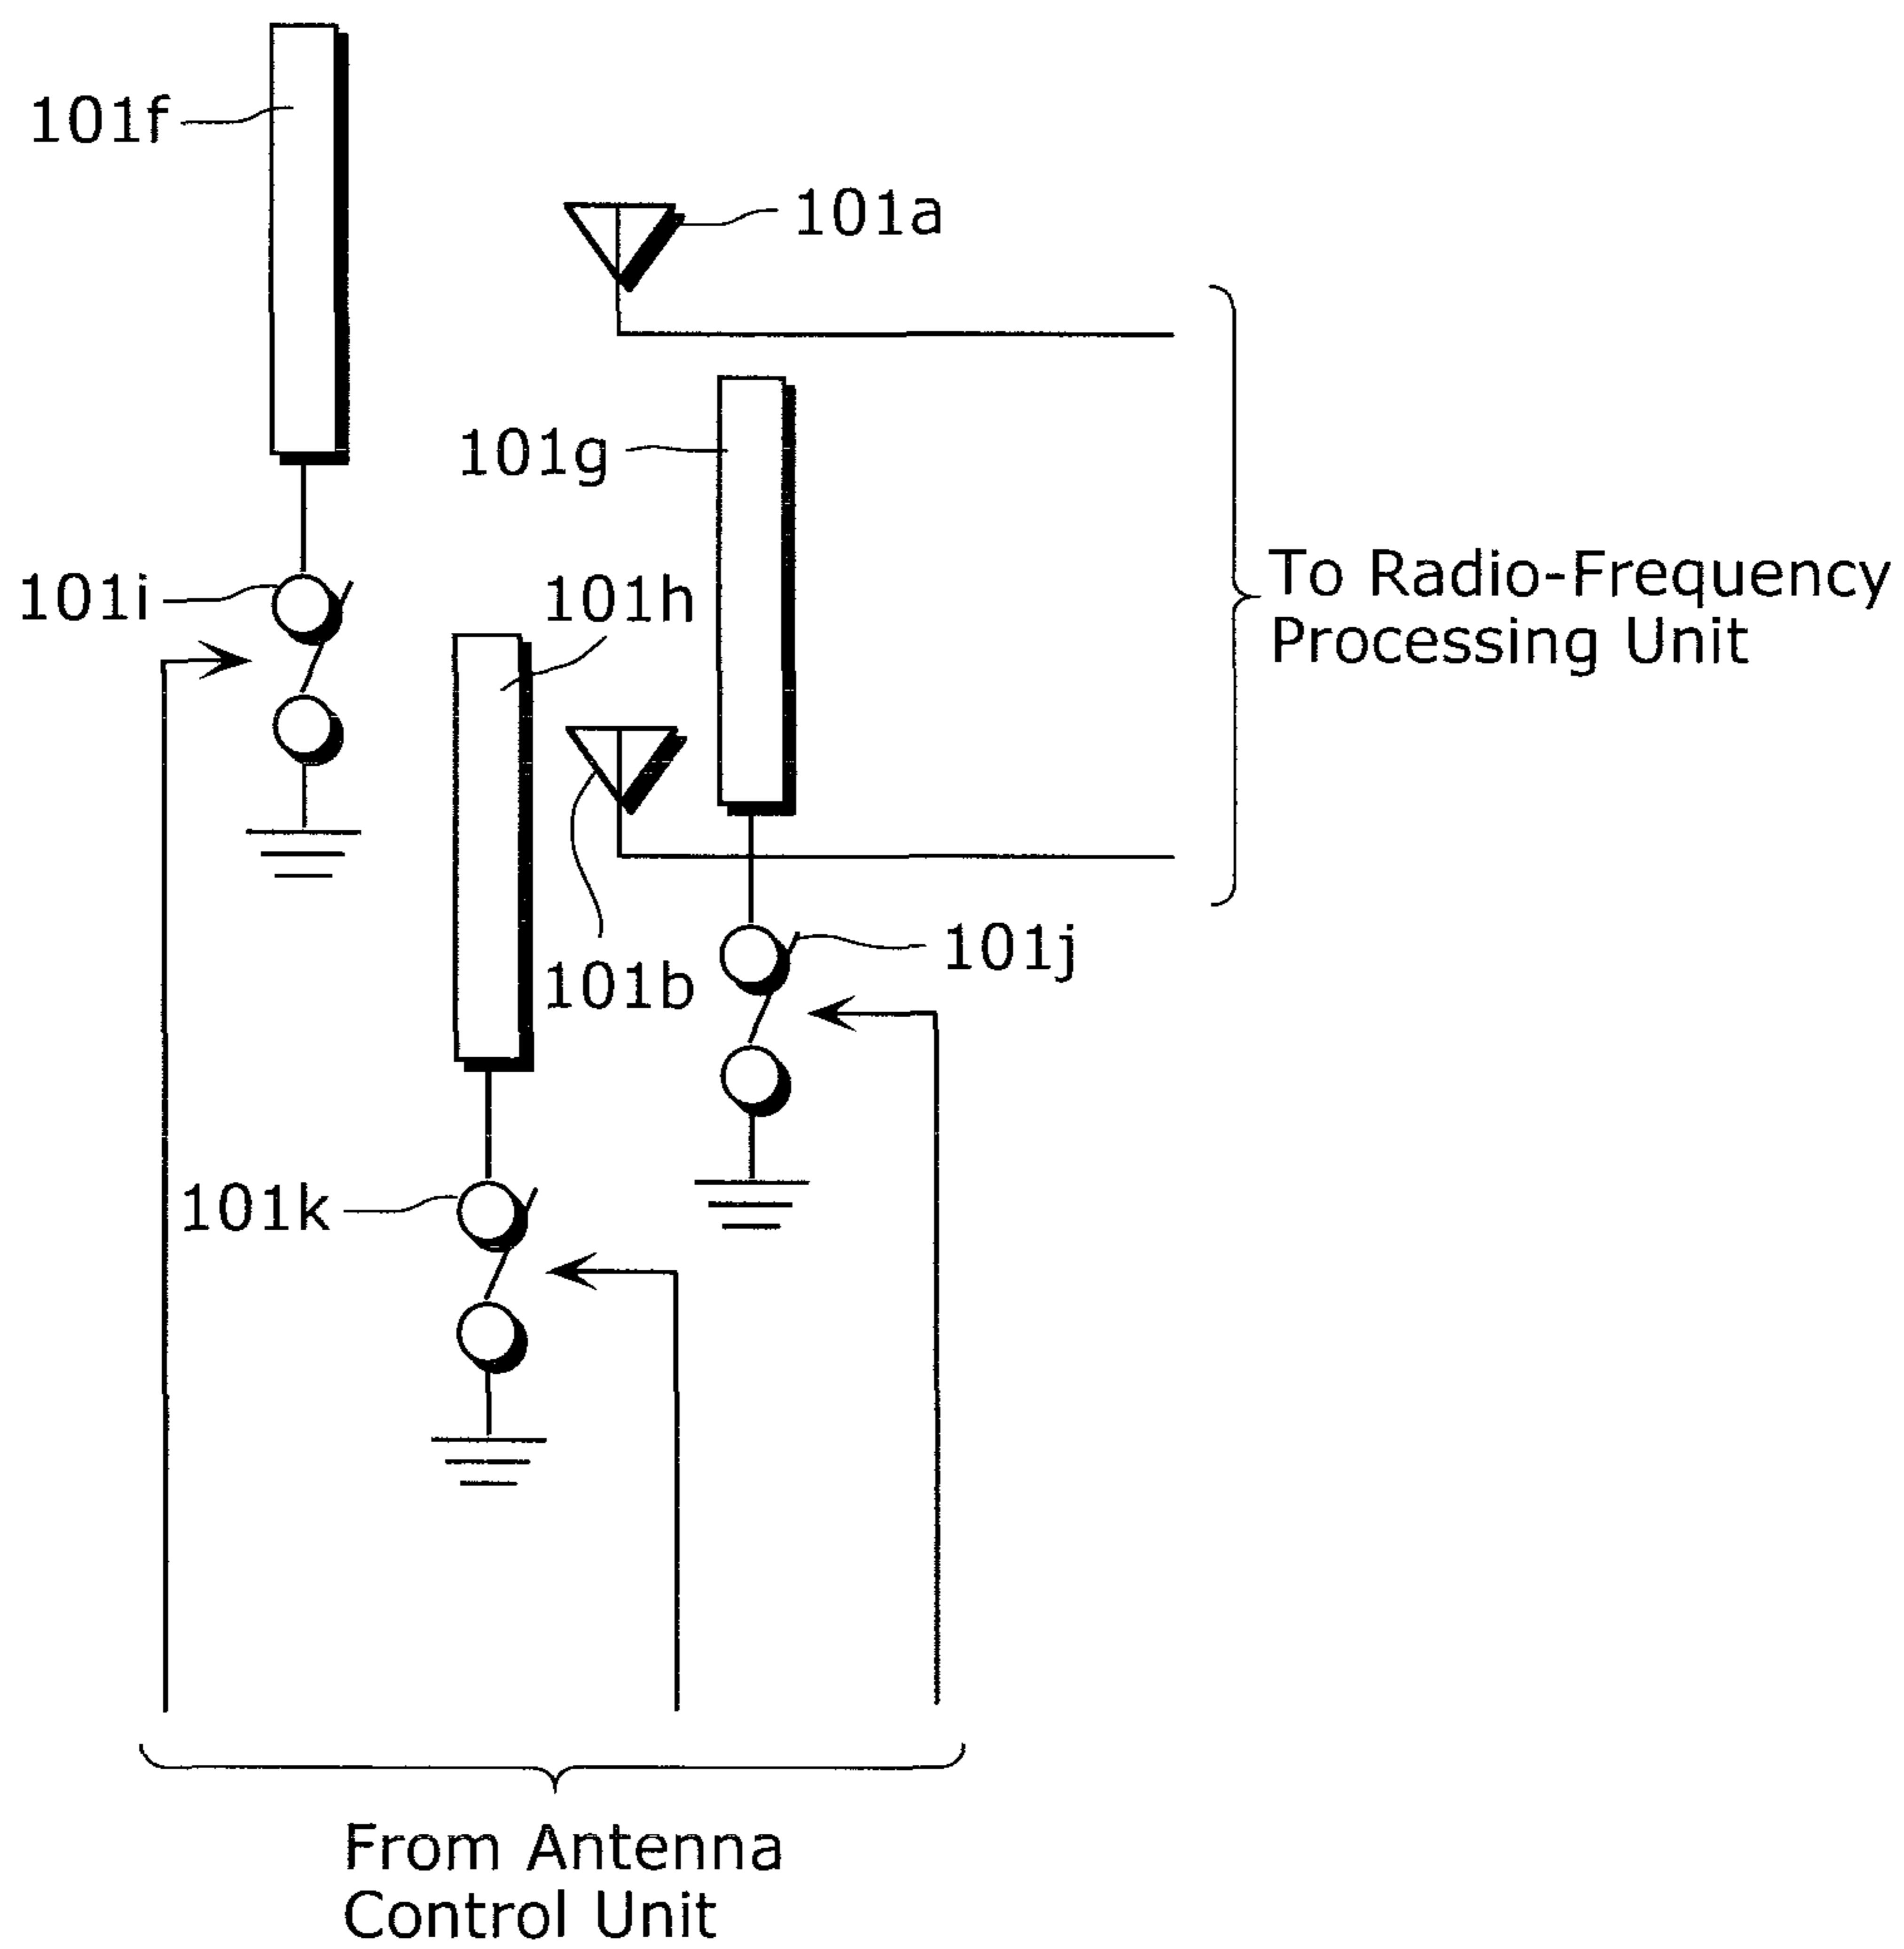 101f
101a
101g
101i
101h
To Radio-Frequency
Processing Unit
101b
101j
101k
From Antenna
Control Unit